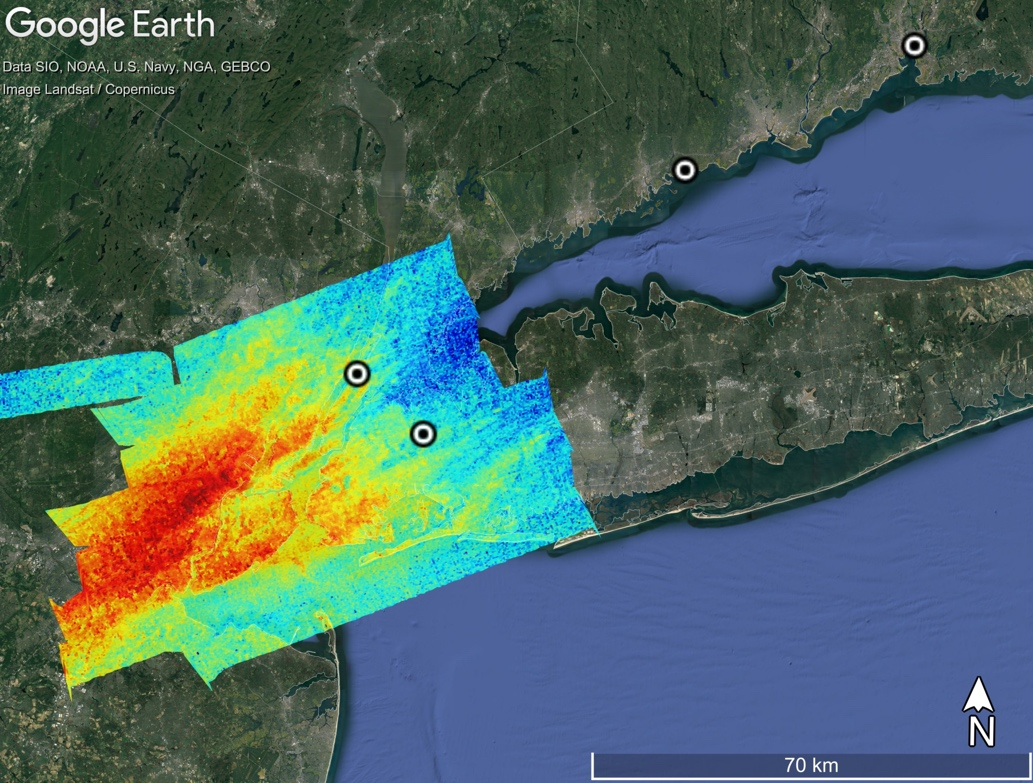 Google Earth
Data SIO, NOAA, U.S. Navy, NGA, GEBCO
Image Landsat / Copernicus
N
70 km